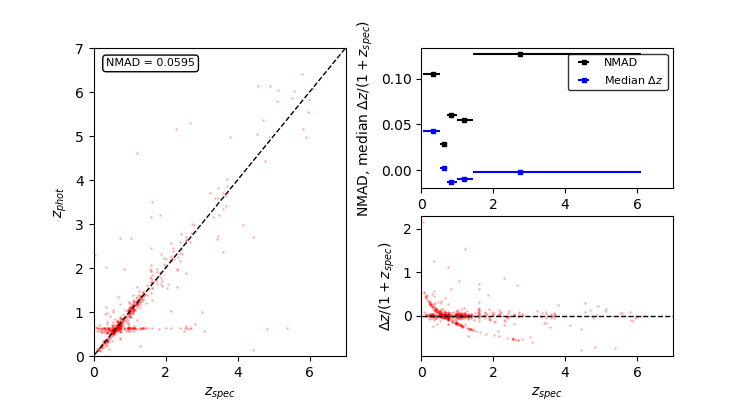 NMAD = 0.0595
7
6
5
4
3
2
1
0
0 2 4 6
z_phot
z_spec
NMAD, median Δz/(1 + z_spec)
0.10
0.05
0.00
0 2 4 6
NMAD
Median Δz
Δz/(1 + z_spec)
2
1
0
0 2 4 6
z_spec